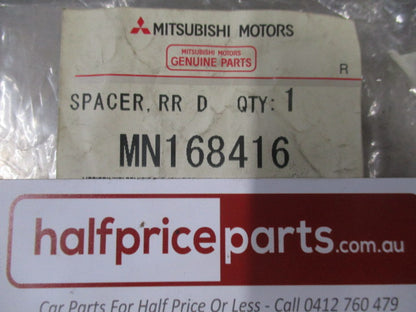 MITSUBISHI MOTORS
MITSUBISHI MOTORS
GENUINE PARTS
R
SPACER, RR D QTY: 1
MN168416
halfpriceparts.com.au
Car Parts For Half Price Or Less - Call 0412 760 479